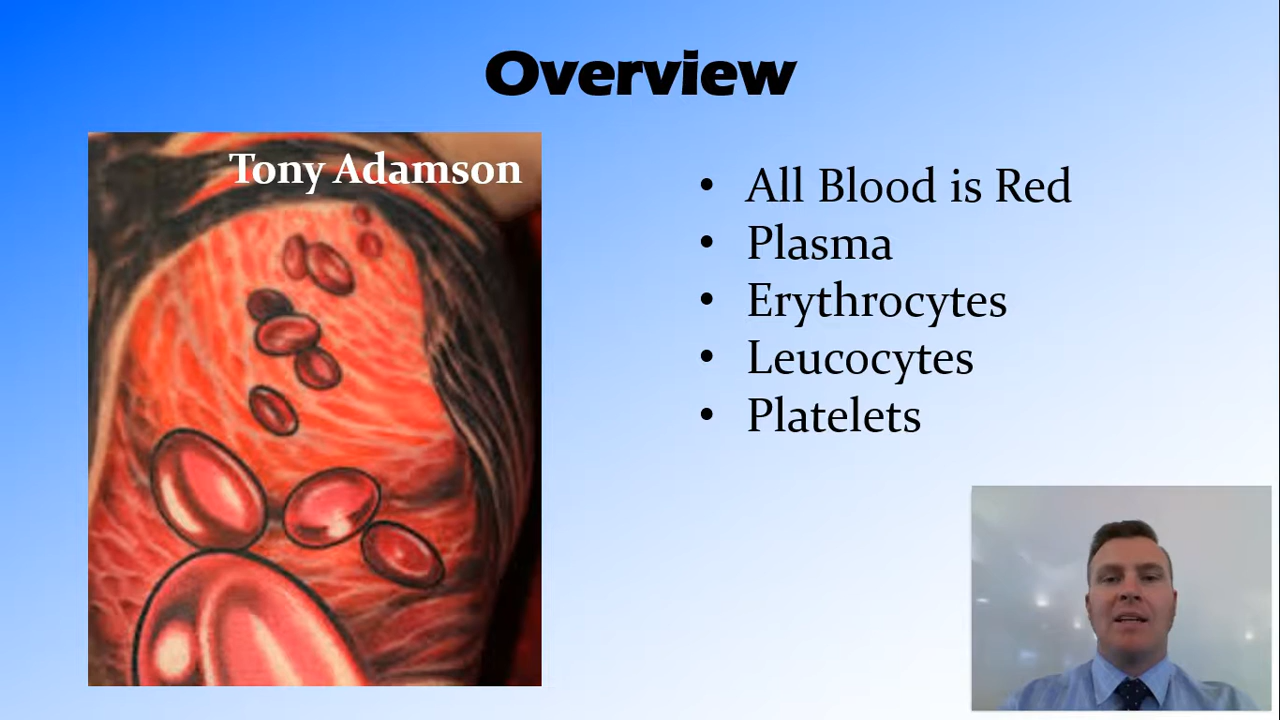 Overview
Tony Adamson
• All Blood is Red
• Plasma
• Erythrocytes
• Leucocytes
• Platelets